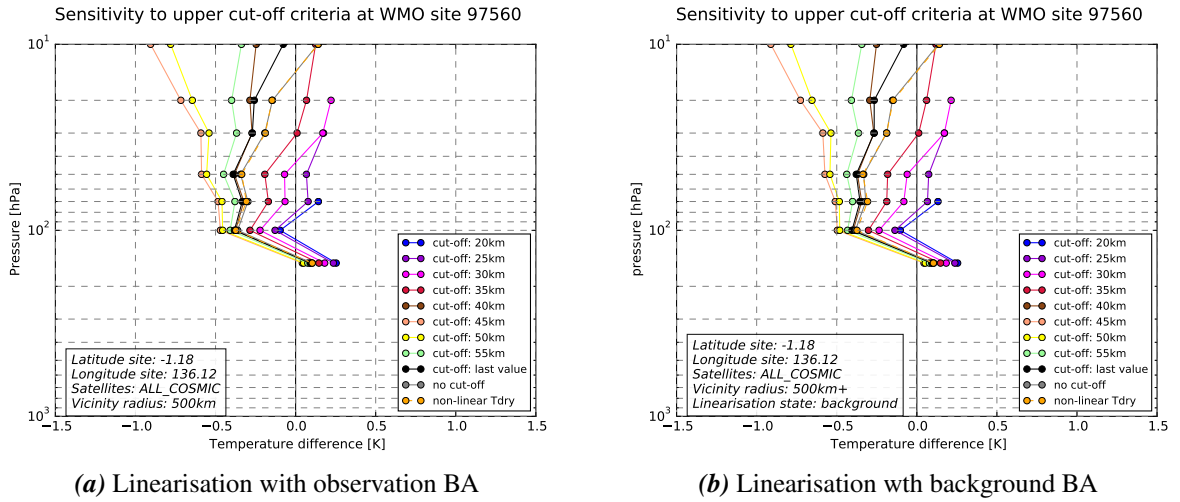 Sensitivity to upper cut-off criteria at WMO site 97560
10¹
10²
10³
Pressure [hPa]
−1.5 −1.0 −0.5 0.0 0.5 1.0 1.5
Temperature difference [K]
Latitude site: -1.18
Longitude site: 136.12
Satellites: ALL_COSMIC
Vicinity radius: 500km
cut-off: 20km
cut-off: 25km
cut-off: 30km
cut-off: 35km
cut-off: 40km
cut-off: 45km
cut-off: 50km
cut-off: 55km
cut-off: last value
no cut-off
non-linear Tdry
(a) Linearisation with observation BA
Sensitivity to upper cut-off criteria at WMO site 97560
10¹
10²
10³
pressure [hPa]
−1.5 −1.0 −0.5 0.0 0.5 1.0 1.5
Temperature difference [K]
Latitude site: -1.18
Longitude site: 136.12
Satellites: ALL_COSMIC
Vicinity radius: 500km+
Linearisation state: background
cut-off: 20km
cut-off: 25km
cut-off: 30km
cut-off: 35km
cut-off: 40km
cut-off: 45km
cut-off: 50km
cut-off: 55km
cut-off: last value
no cut-off
non-linear Tdry
(b) Linearisation wth background BA